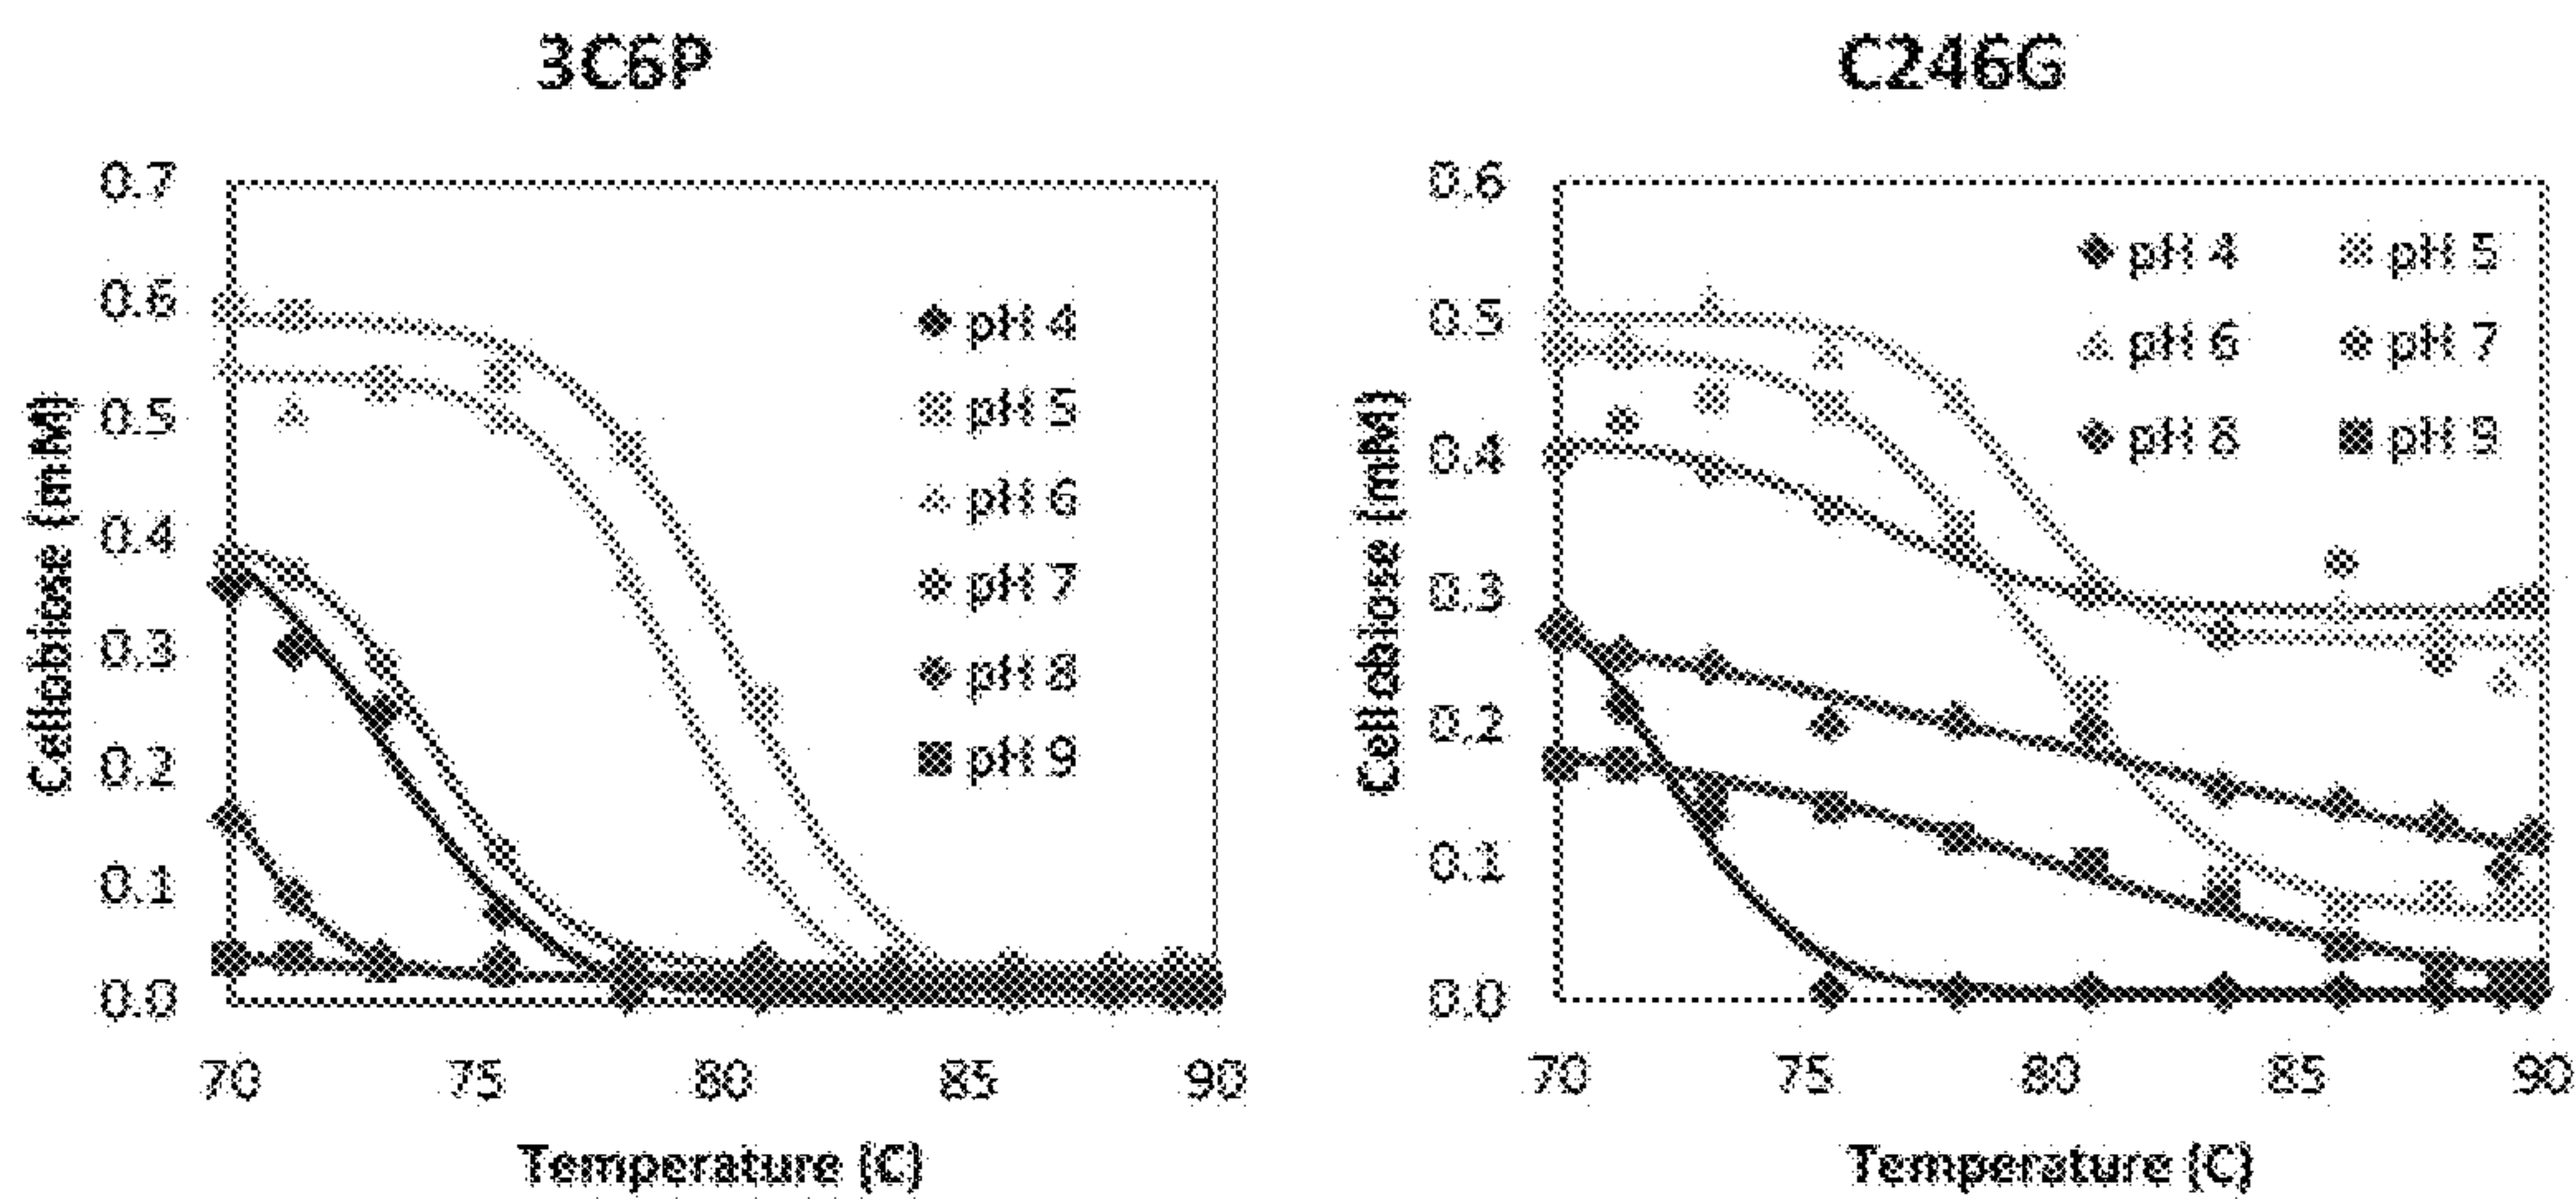 3C6P
0.7
0.6
0.5
0.4
0.3
0.2
0.1
0.0
Cellobiose (mM)
70 75 80 85 90
Temperature (C)
pH 4
pH 5
pH 6
pH 7
pH 8
pH 9
C246G
0.6
0.5
0.4
0.3
0.2
0.1
0.0
Cellobiose (mM)
70 75 80 85 90
Temperature (C)
pH 4 pH 5
pH 6 pH 7
pH 8 pH 9